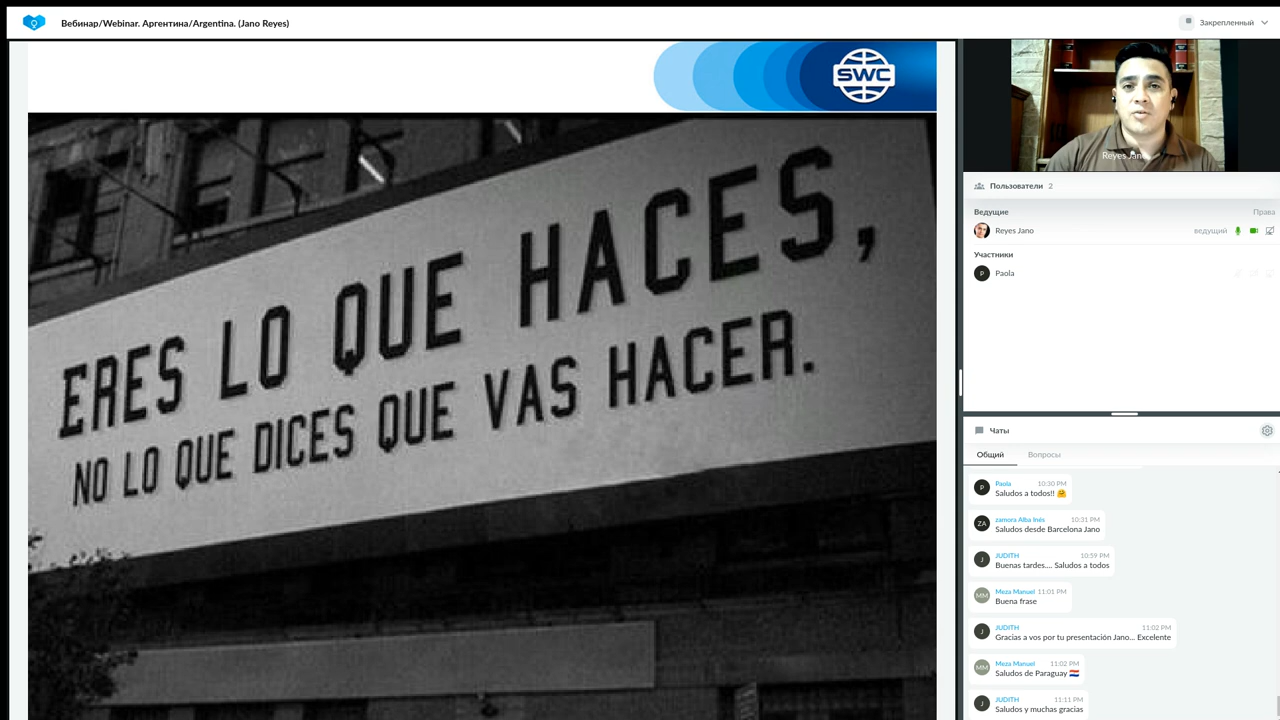 Вебинар/Webinar. Аргентина/Argentina. (Jano Reyes)
Закрепленный
SWC
ERES LO QUE HACES,
NO LO QUE DICES QUE VAS HACER.
Reyes Jano
Пользователи 2
Ведущие Права
Reyes Jano ведущий
Участники
P Paola
Чаты
Общий Вопросы
P Paola 10:30 PM
Saludos a todos!! 🤗
ZA zamora Alba Inés 10:31 PM
Saludos desde Barcelona Jano
J JUDITH 10:59 PM
Buenas tardes.... Saludos a todos
MM Meza Manuel 11:01 PM
Buena frase
J JUDITH 11:02 PM
Gracias a vos por tu presentación Jano... Excelente
MM Meza Manuel 11:02 PM
Saludos de Paraguay 🇵🇾
J JUDITH 11:11 PM
Saludos y muchas gracias